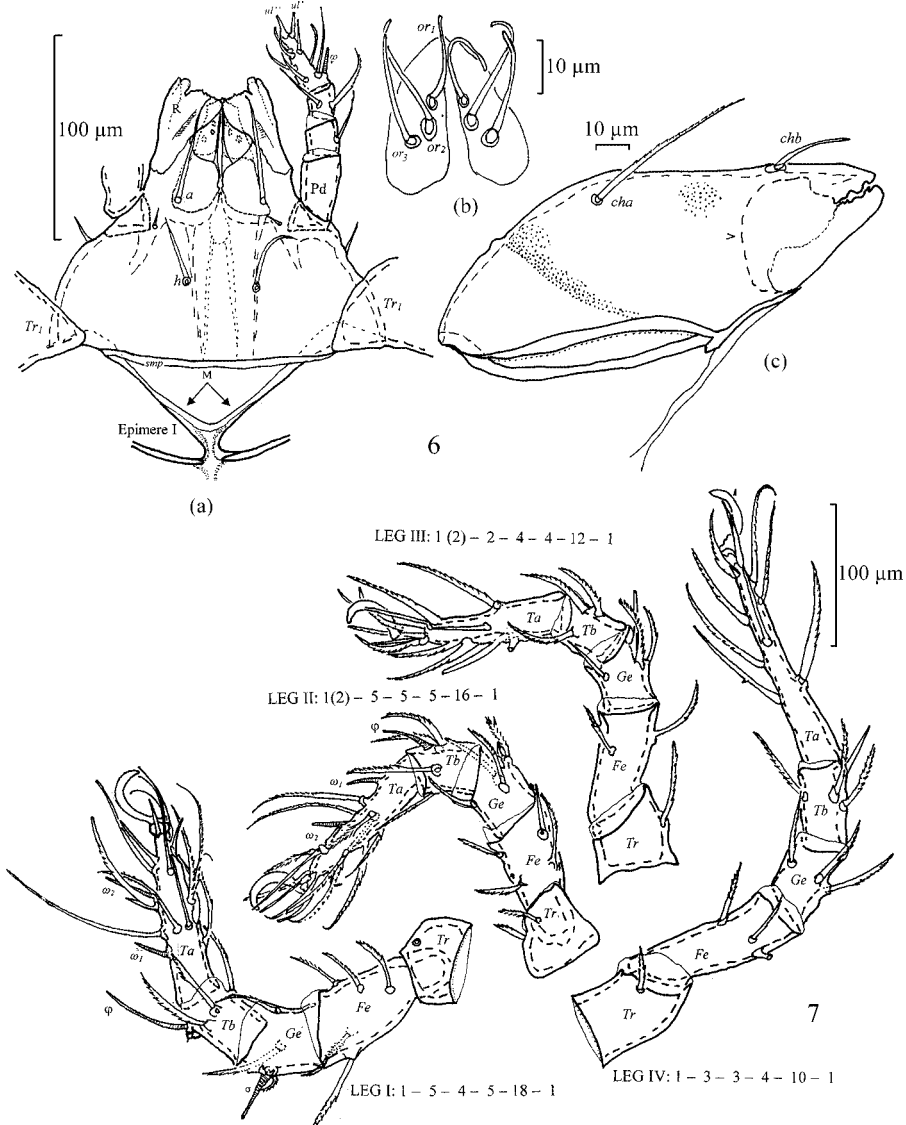 ul'' ul'
φ
R
100 μm
a
Pd
h
Tr1
Tr1
smp
M
Epimere I
(a)
or1
10 μm
or3
or2
(b)
10 μm
cha
chb
v
(c)
6
LEG III: 1 (2) – 2 – 4 – 4 – 12 – 1
Ta
Tb
Ge
Fe
Tr
LEG II: 1(2) – 5 – 5 – 5 – 16 – 1
φ
ω1
ω2
Tb
Ta
Ge
Fe
Tr
100 μm
Ta
Tb
Ge
Fe
Tr
ω2
ω1
φ
Ta
Tb
Ge
Fe
Tr
σ
LEG I: 1 – 5 – 4 – 5 – 18 – 1
7
LEG IV: 1 – 3 – 3 – 4 – 10 – 1